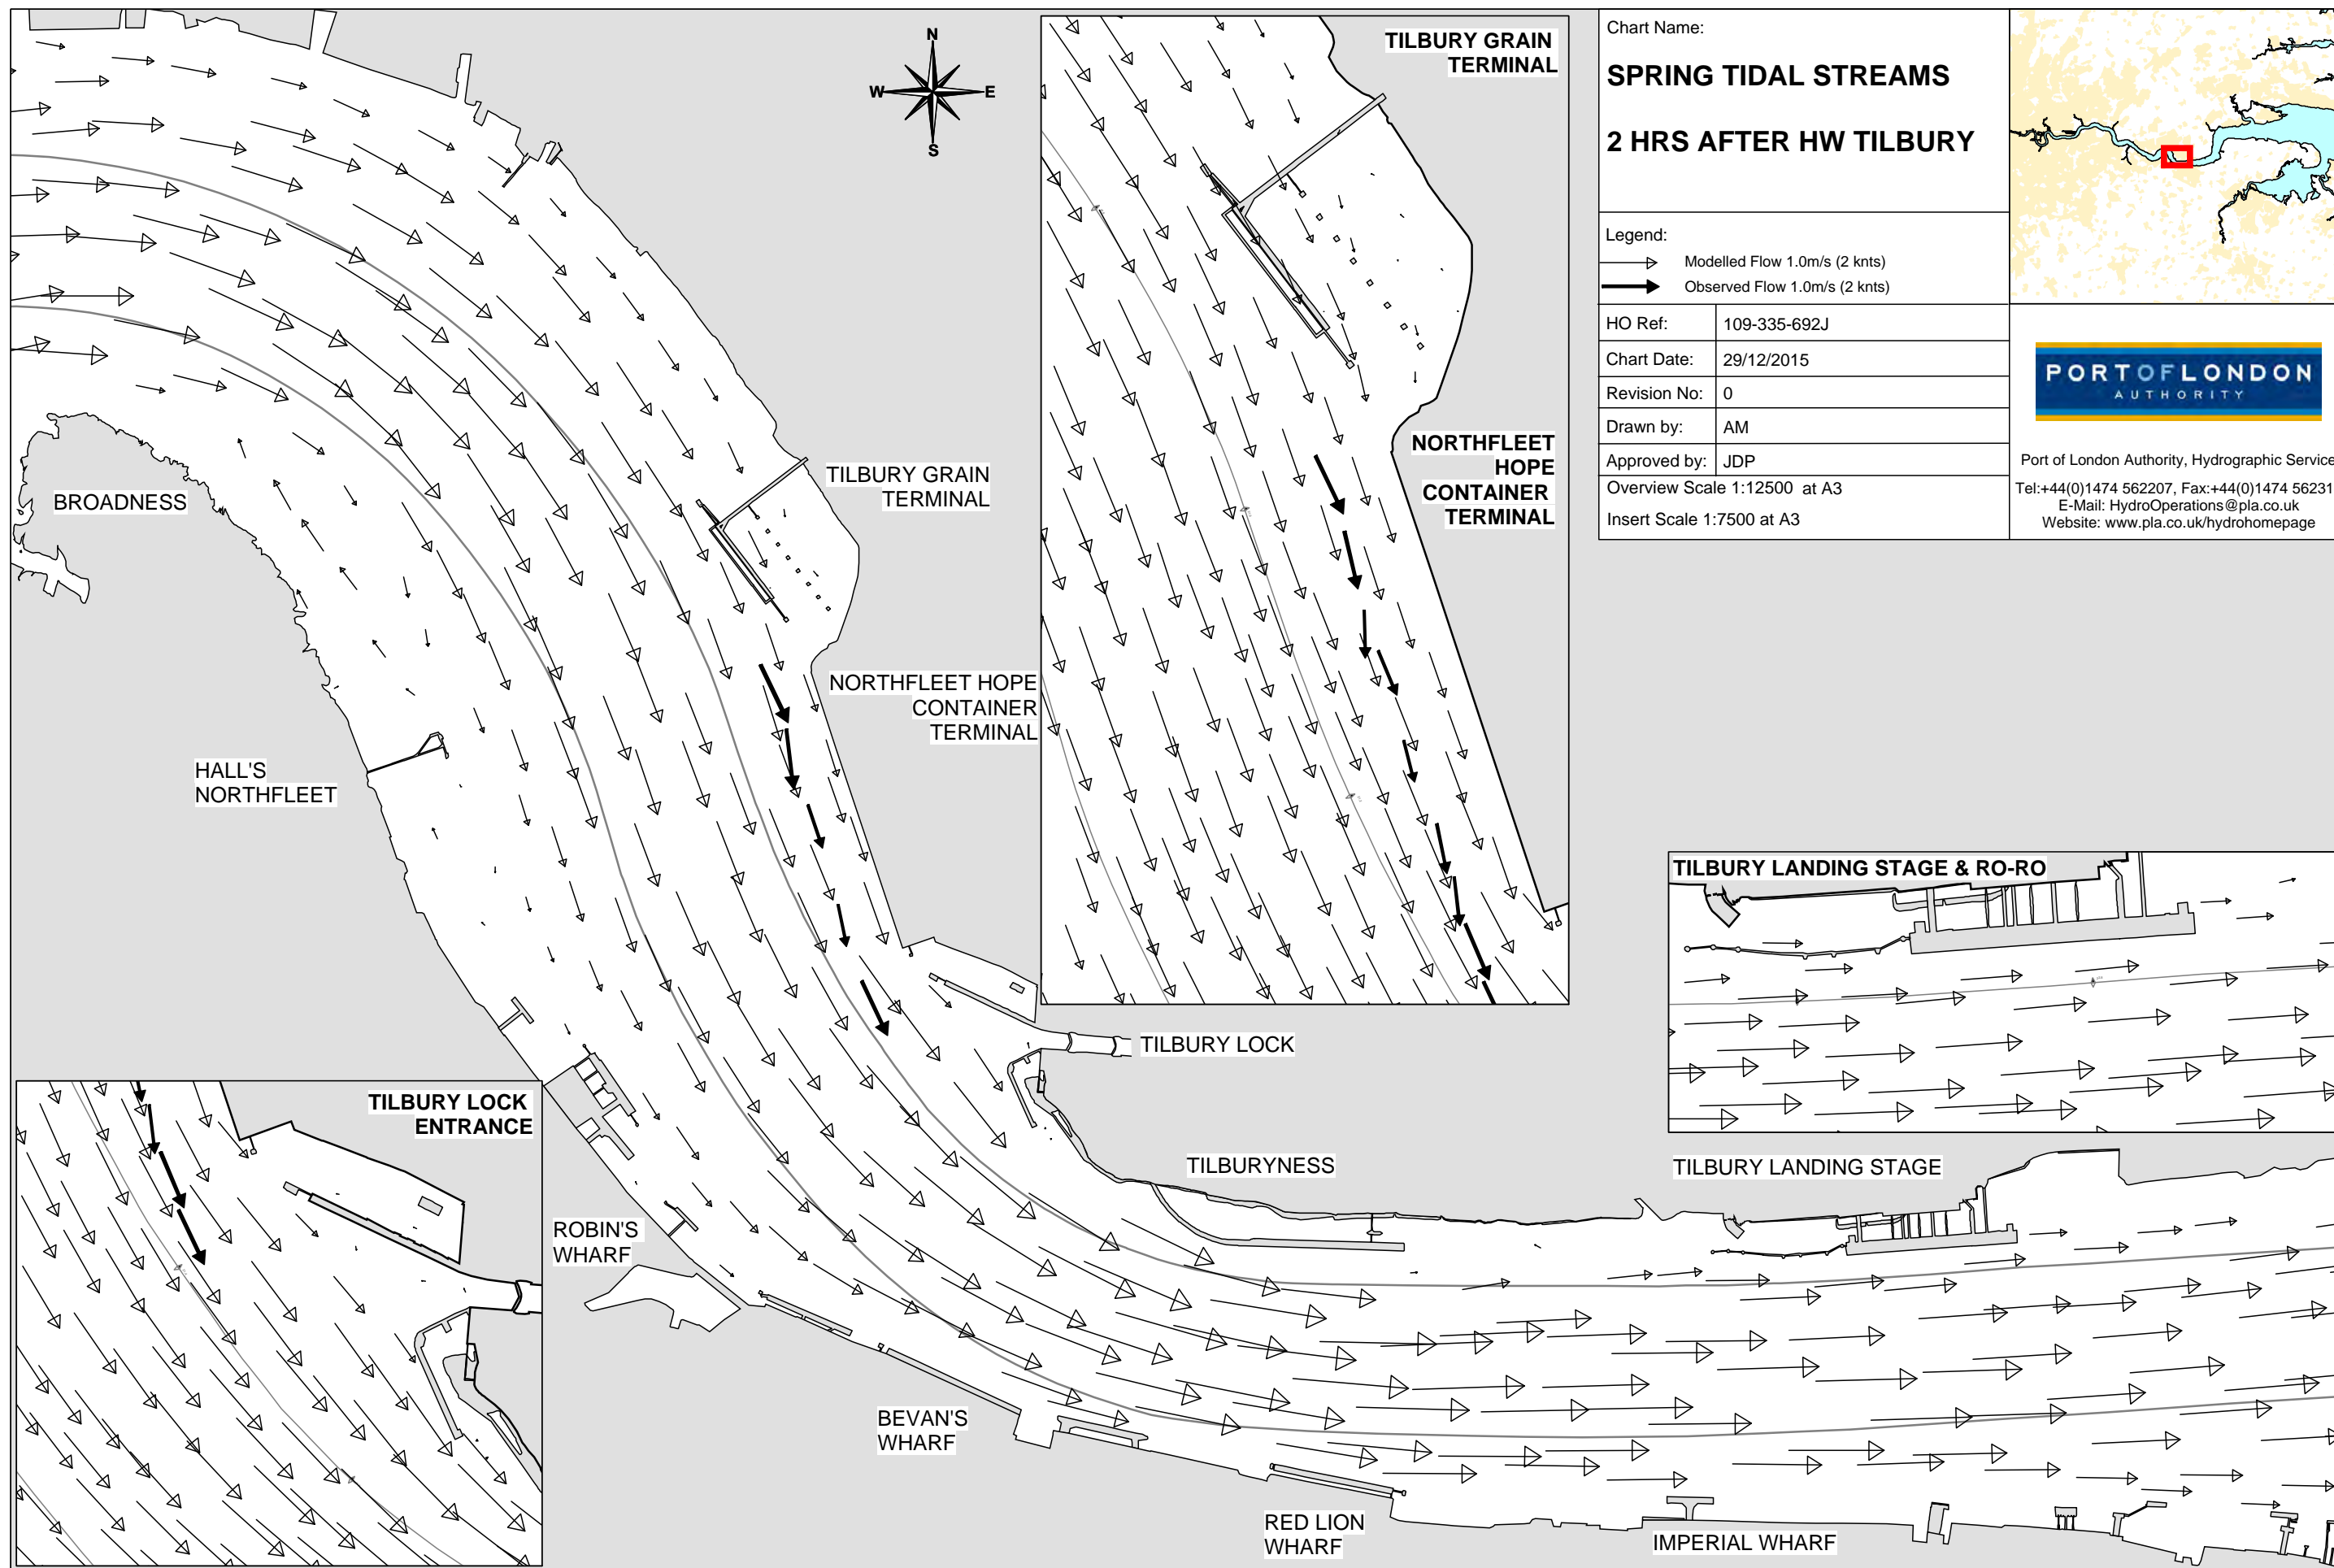 N
W
E
S
TILBURY GRAIN
TERMINAL
NORTHFLEET
HOPE
CONTAINER
TERMINAL
Chart Name:
SPRING TIDAL STREAMS
2 HRS AFTER HW TILBURY
Legend:
Modelled Flow 1.0m/s (2 knts)
Observed Flow 1.0m/s (2 knts)
HO Ref: 109-335-692J
Chart Date: 29/12/2015
Revision No: 0
Drawn by: AM
Approved by: JDP
Overview Scale 1:12500 at A3
Insert Scale 1:7500 at A3
PORT OF LONDON
AUTHORITY
Port of London Authority, Hydrographic Service
Tel:+44(0)1474 562207, Fax:+44(0)1474 56231
E-Mail: HydroOperations@pla.co.uk
Website: www.pla.co.uk/hydrohomepage
BROADNESS
TILBURY GRAIN
TERMINAL
NORTHFLEET HOPE
CONTAINER
TERMINAL
HALL'S
NORTHFLEET
TILBURY LOCK
TILBURY LOCK
ENTRANCE
TILBURYNESS
ROBIN'S
WHARF
BEVAN'S
WHARF
RED LION
WHARF
IMPERIAL WHARF
TILBURY LANDING STAGE & RO-RO
TILBURY LANDING STAGE